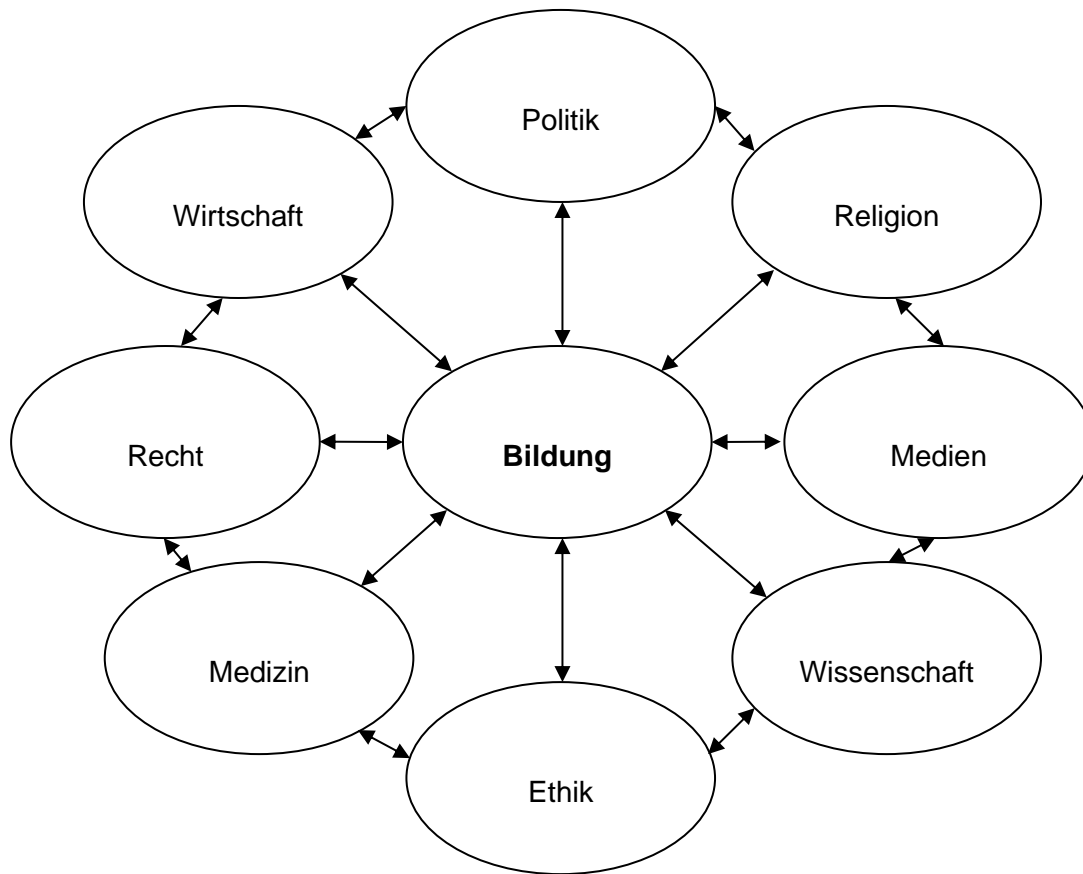 Politik
Wirtschaft
Religion
Recht
Bildung
Medien
Medizin
Wissenschaft
Ethik